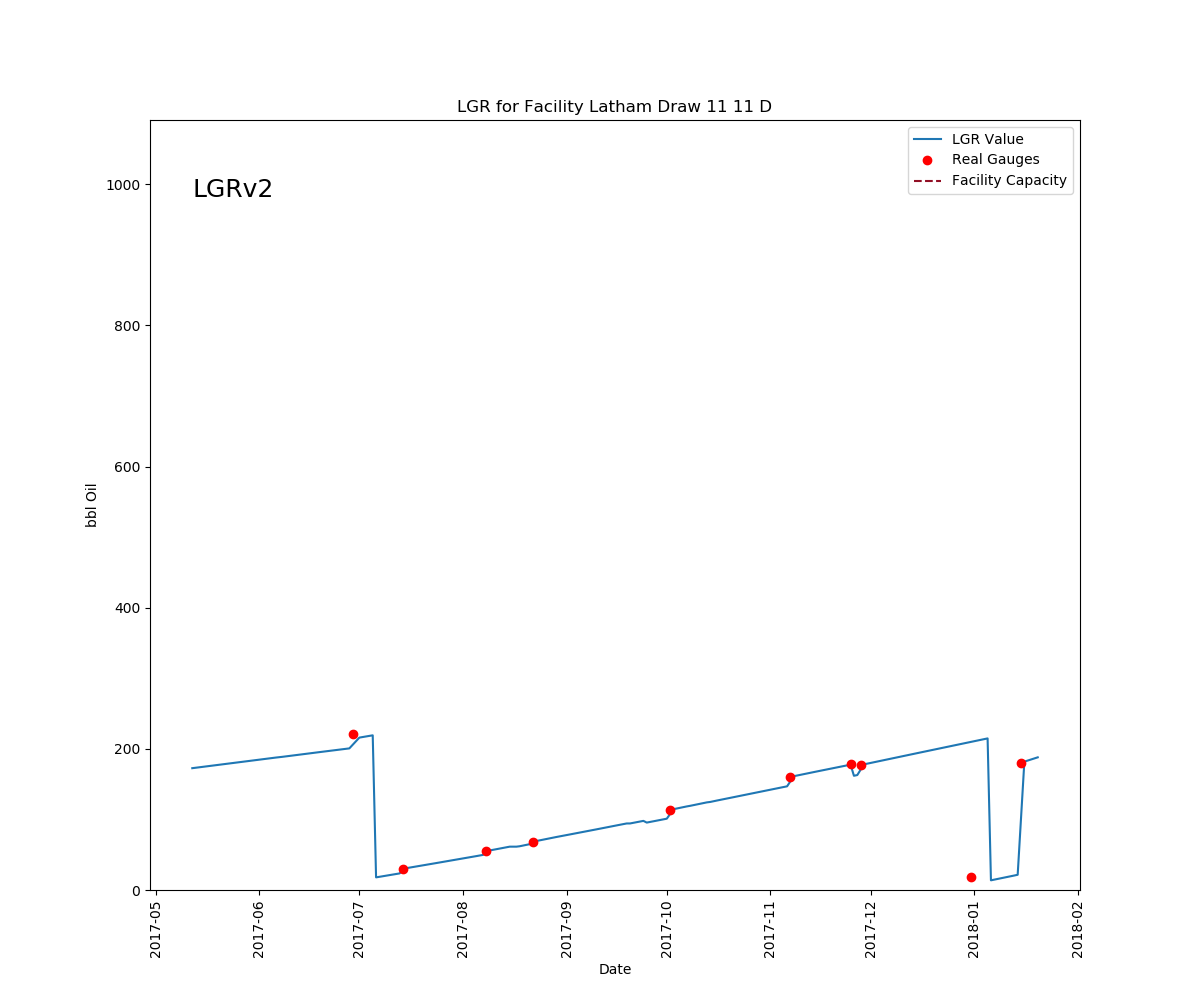 LGR for Facility Latham Draw 11 11 D
LGR Value
Real Gauges
Facility Capacity
LGRv2
1000
800
600
400
200
0
bbl Oil
2017-05
2017-06
2017-07
2017-08
2017-09
2017-10
2017-11
2017-12
2018-01
2018-02
Date